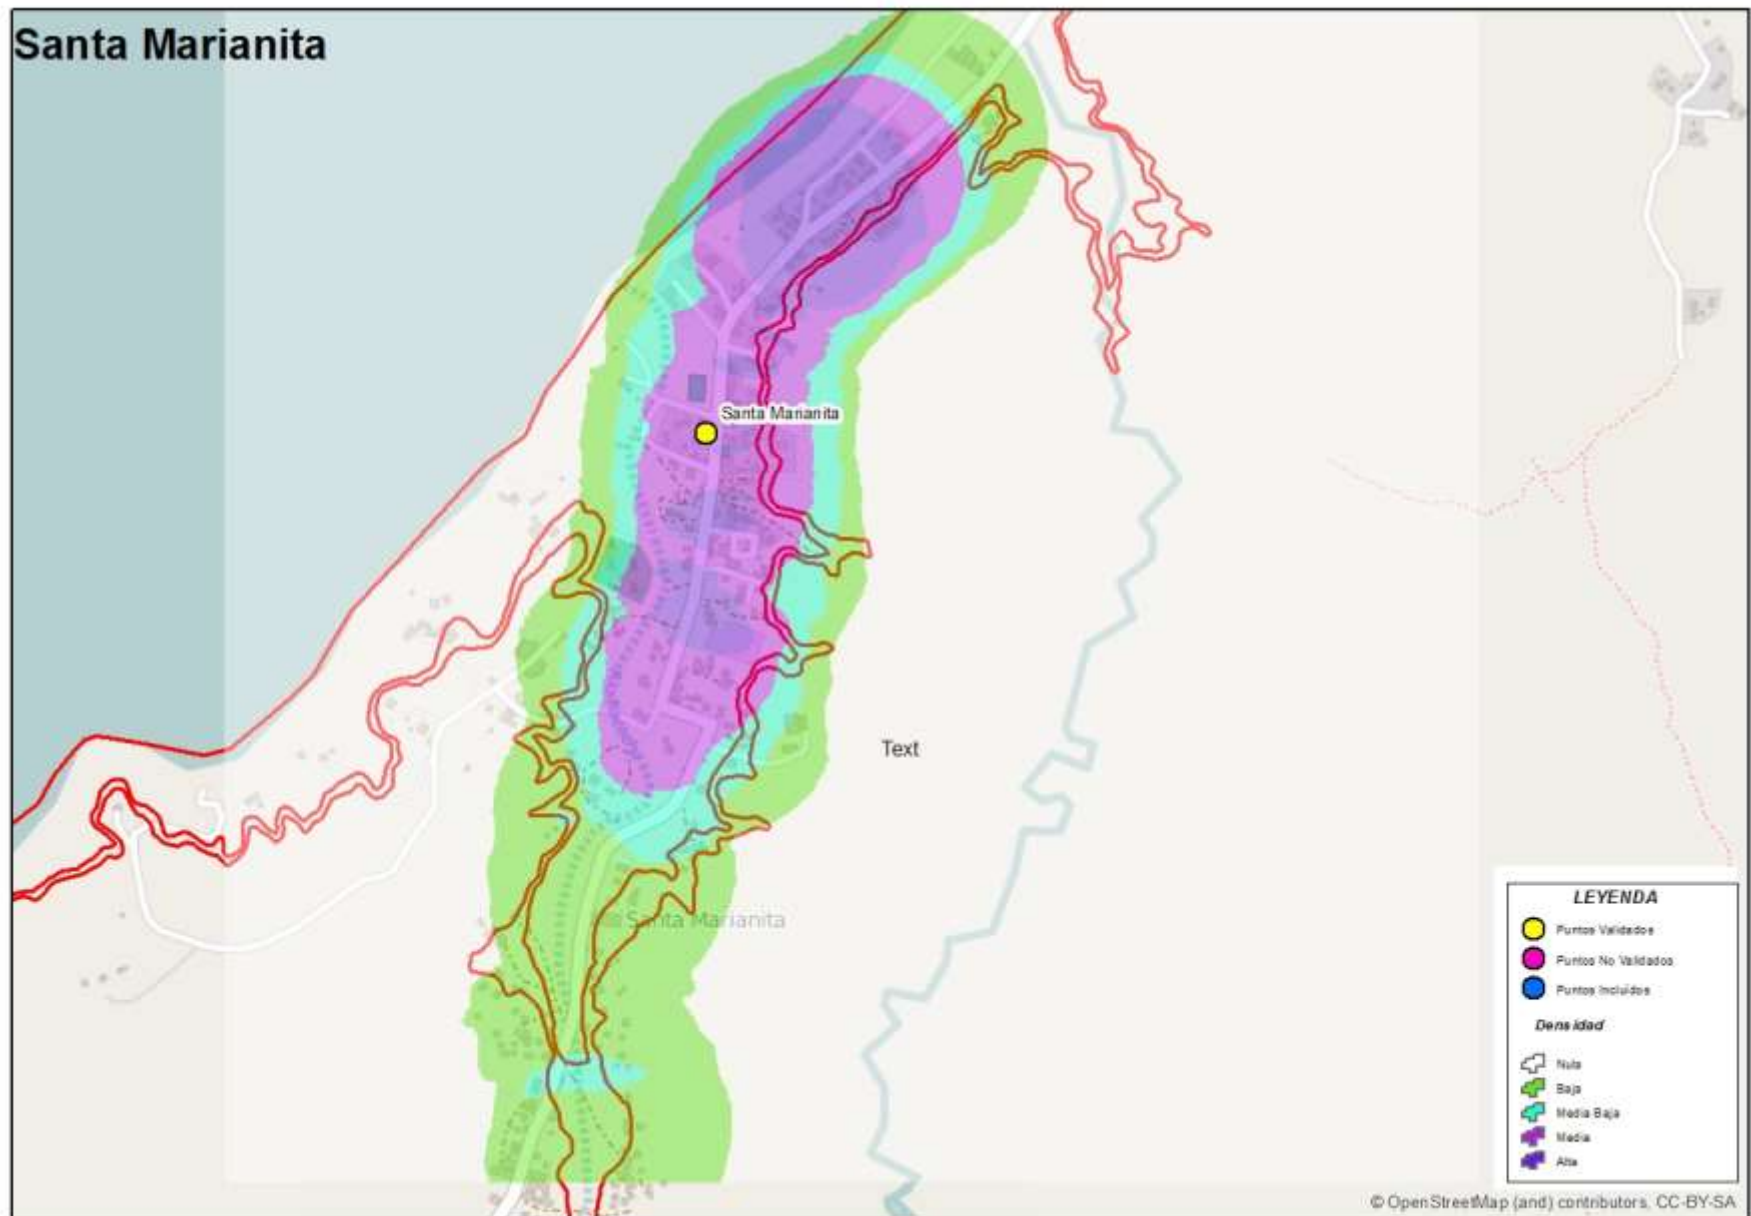 Santa Marianita
Santa Marianita
Text
Santa Marianita
LEYENDA
Puntos Validados
Puntos No Validados
Puntos Incluídos
Densidad
Nula
Baja
Media Baja
Media
Alta
© OpenStreetMap (and) contributors, CC-BY-SA